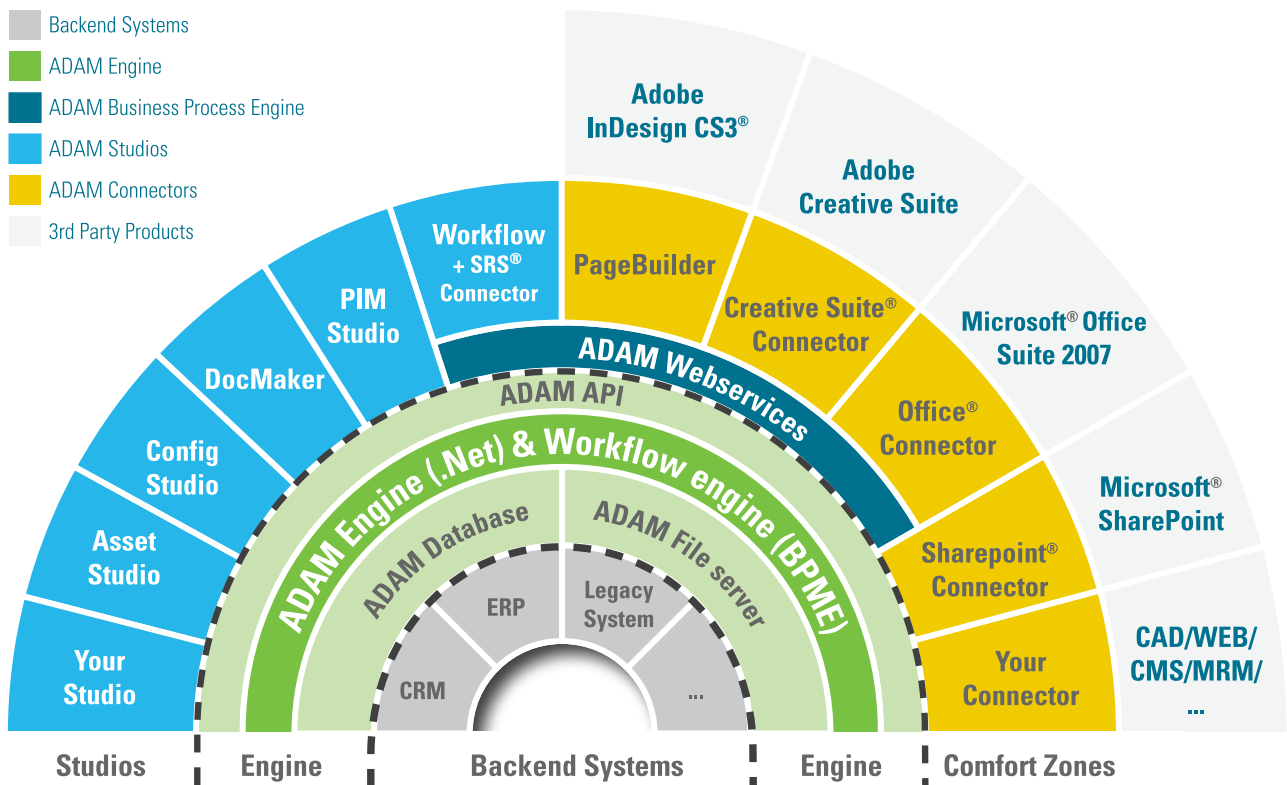 Backend Systems
ADAM Engine
ADAM Business Process Engine
ADAM Studios
ADAM Connectors
3rd Party Products
Adobe
InDesign CS3®
Adobe
Creative Suite
Microsoft® Office
Suite 2007
Microsoft®
SharePoint
CAD/WEB/
CMS/MRM/
...
Your
Studio
Asset
Studio
Config
Studio
DocMaker
PIM
Studio
Workflow
+ SRS®
Connector
PageBuilder
Creative Suite®
Connector
Office®
Connector
Sharepoint®
Connector
Your
Connector
ADAM Webservices
ADAM API
ADAM Engine (.Net) & Workflow engine (BPME)
ADAM Database
ADAM File server
CRM
ERP
Legacy
System
...
Studios
Engine
Backend Systems
Engine
Comfort Zones